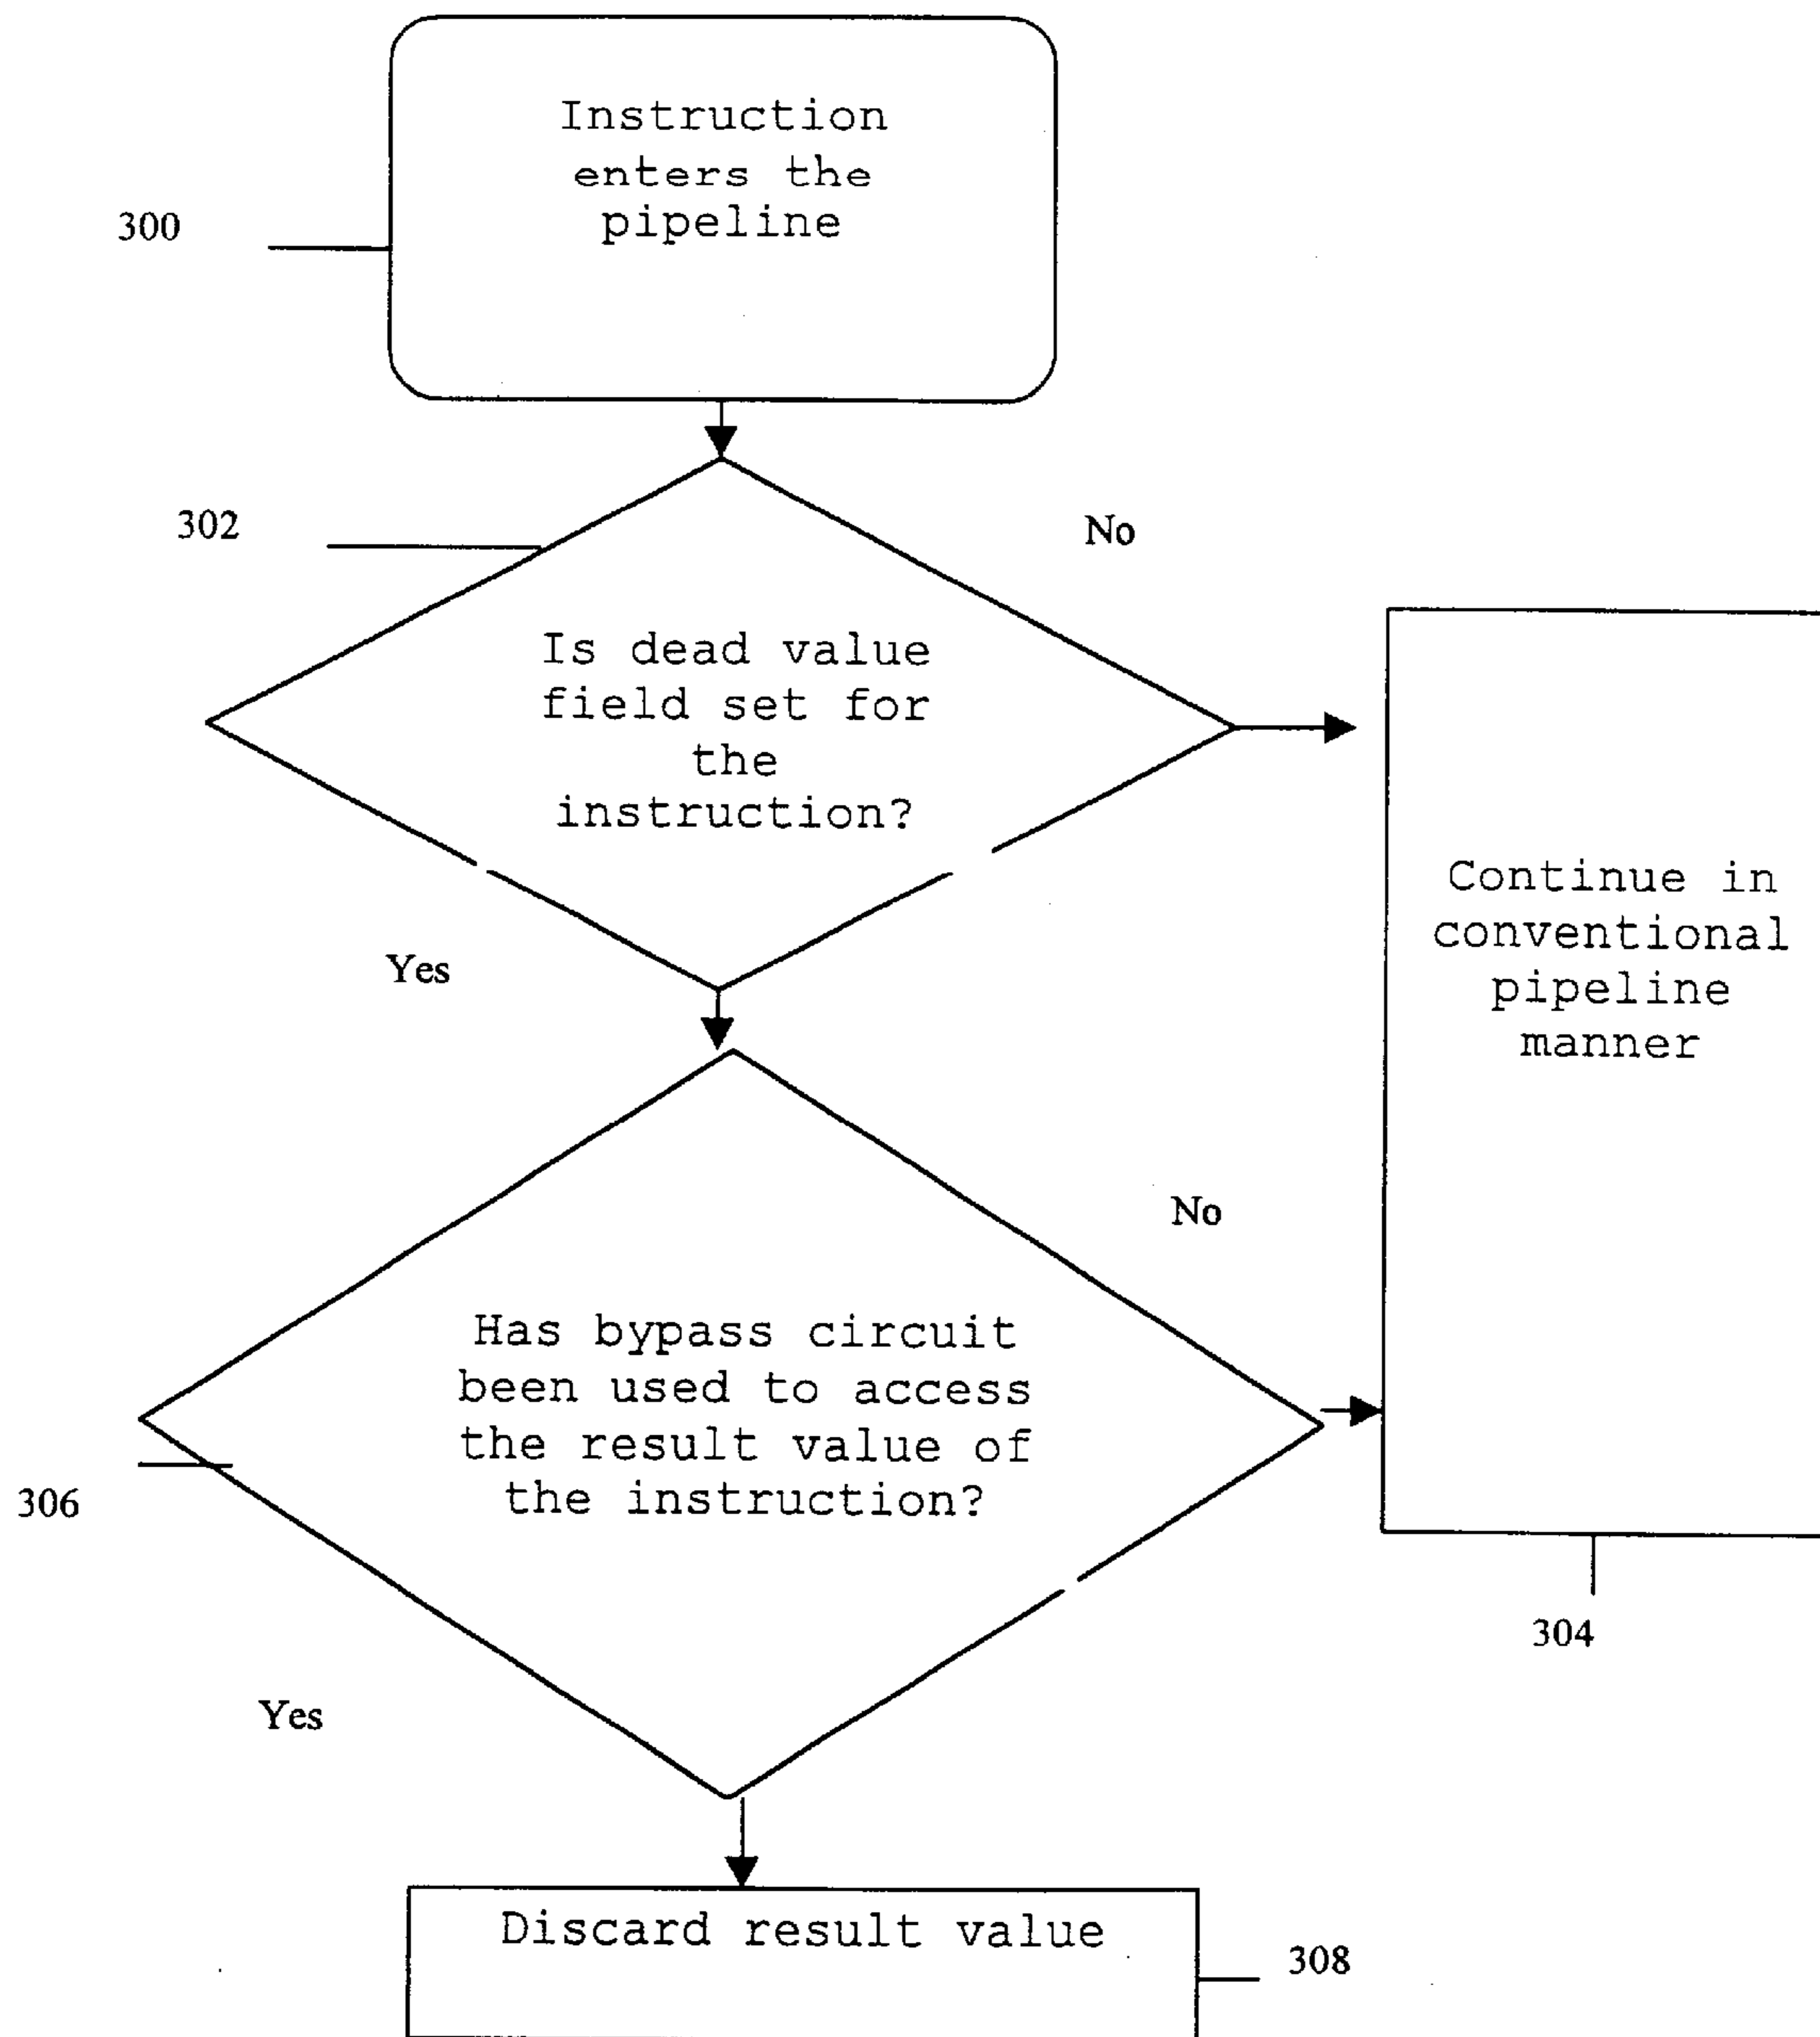 Instruction
enters the
pipeline
300
302
No
Is dead value
field set for
the
instruction?
Yes
Continue in
conventional
pipeline
manner
304
No
Has bypass circuit
been used to access
the result value of
the instruction?
306
Yes
Discard result value
308